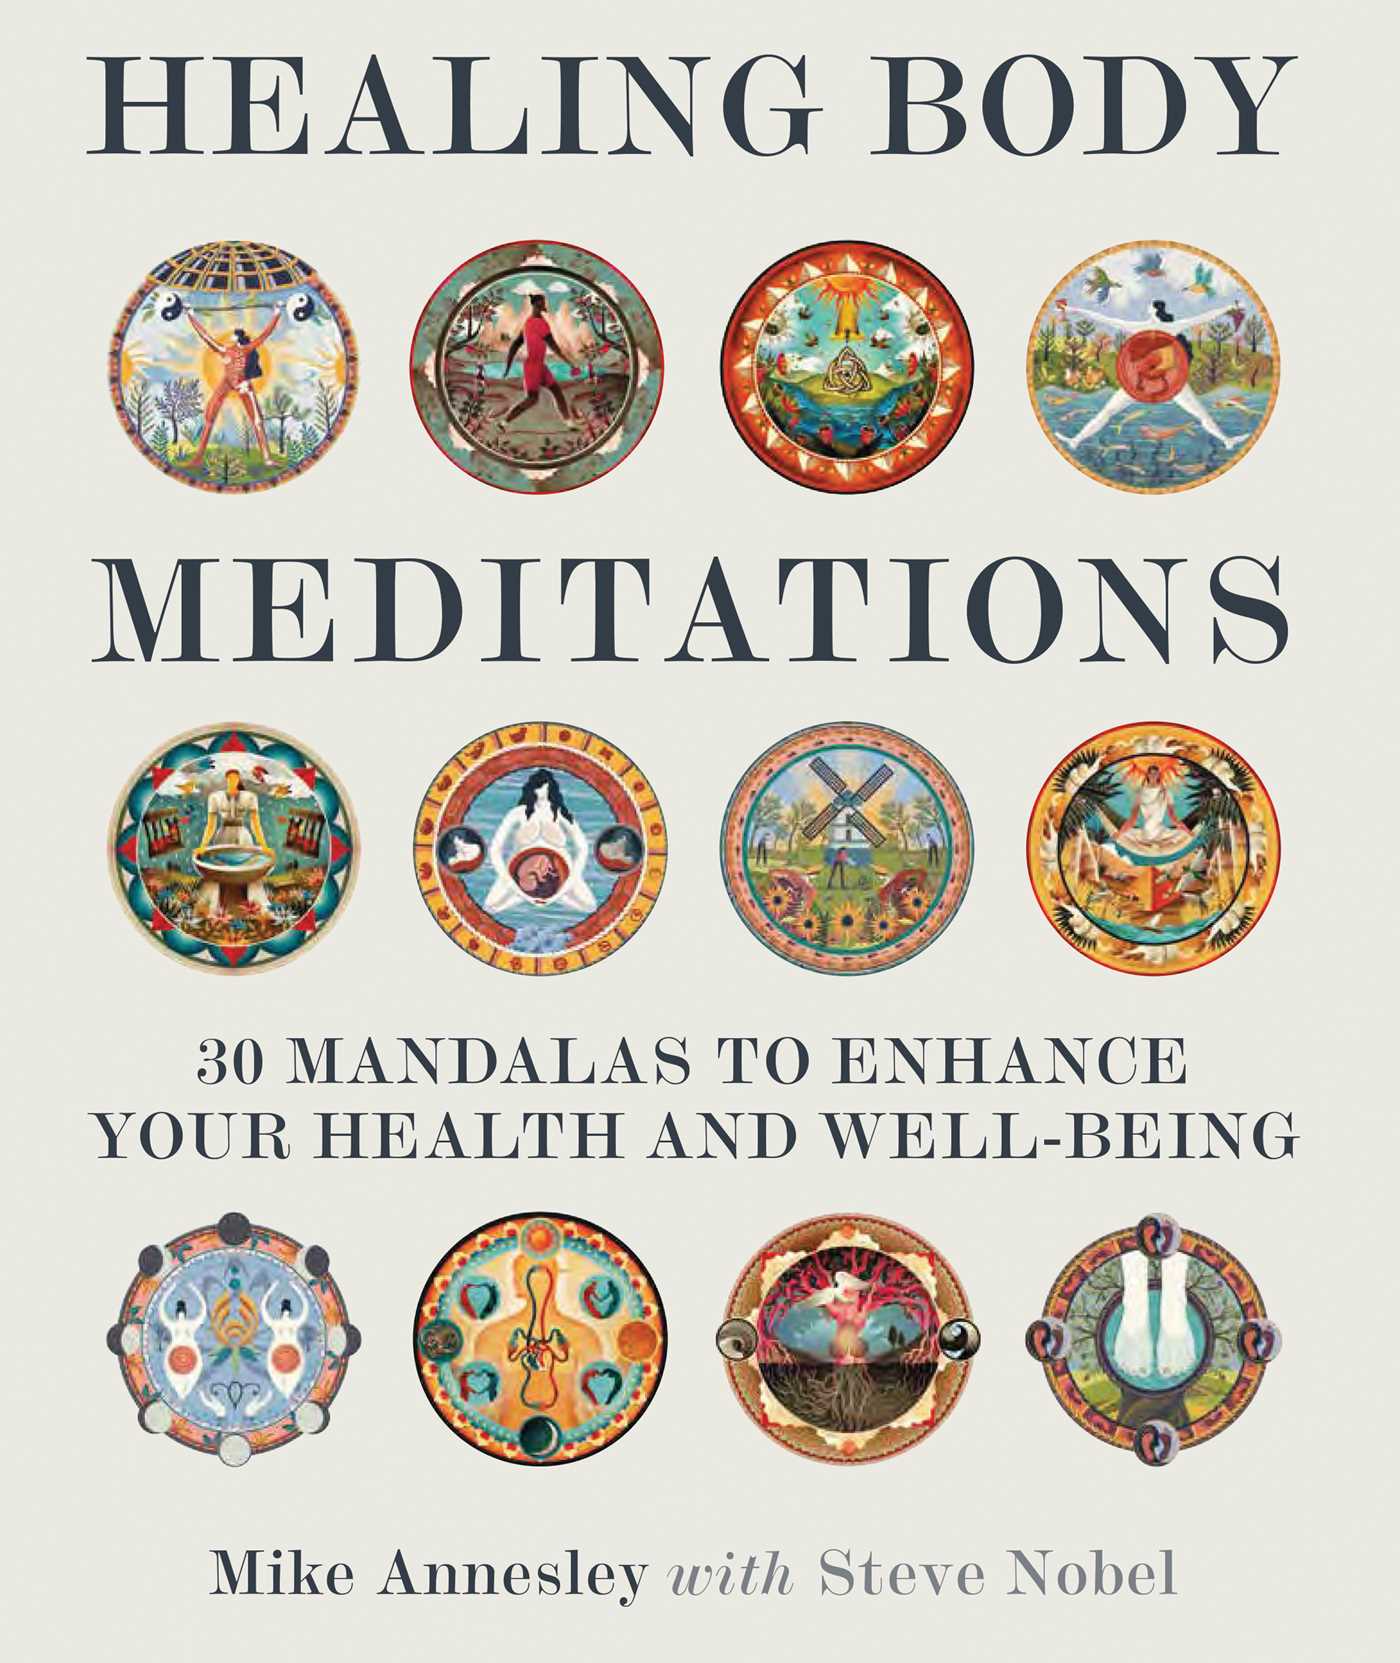 HEALING BODY
MEDITATIONS
30 MANDALAS TO ENHANCE
YOUR HEALTH AND WELL-BEING
Mike Annesley with Steve Nobel